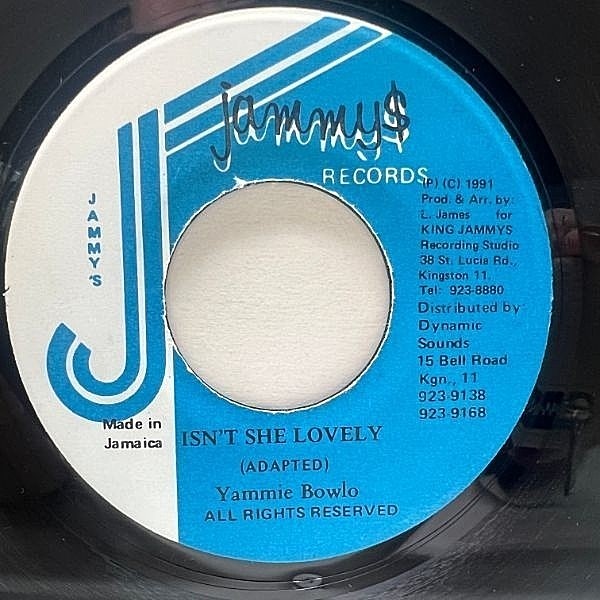 jammy$
RECORDS
JAMMY'S
(P) (C) 1991
Prod. & Arr. by:
L. James for
KING JAMMYS
Recording Studio
38 St. Lucia Rd.,
Kingston 11.
Tel: 923-8880
Distributed by:
Dynamic
Sounds
15 Bell Road
Kgn., 11
923-9138
923-9168
Made in
Jamaica
ISN'T SHE LOVELY
(ADAPTED)
Yammie Bowlo
ALL RIGHTS RESERVED